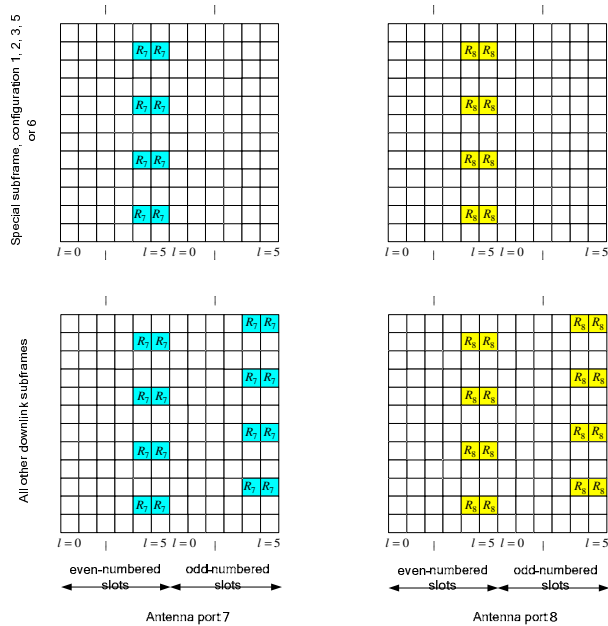 Special subframe, configuration 1, 2, 3, 5
or 6
R7 R7 R8 R8
R7 R7 R8 R8
R7 R7 R8 R8
R7 R7 R8 R8
l = 0 l = 5 l = 0 l = 5 l = 0 l = 5 l = 0 l = 5
All other downlink subframes
R7 R7 R8 R8
R7 R7 R8 R8
R7 R7 R8 R8
R7 R7 R8 R8
R7 R7 R8 R8
R7 R7 R8 R8
R7 R7 R8 R8
R7 R7 R8 R8
l = 0 l = 5 l = 0 l = 5 l = 0 l = 5 l = 0 l = 5
even-numbered odd-numbered even-numbered odd-numbered
slots slots slots slots
Antenna port 7 Antenna port 8